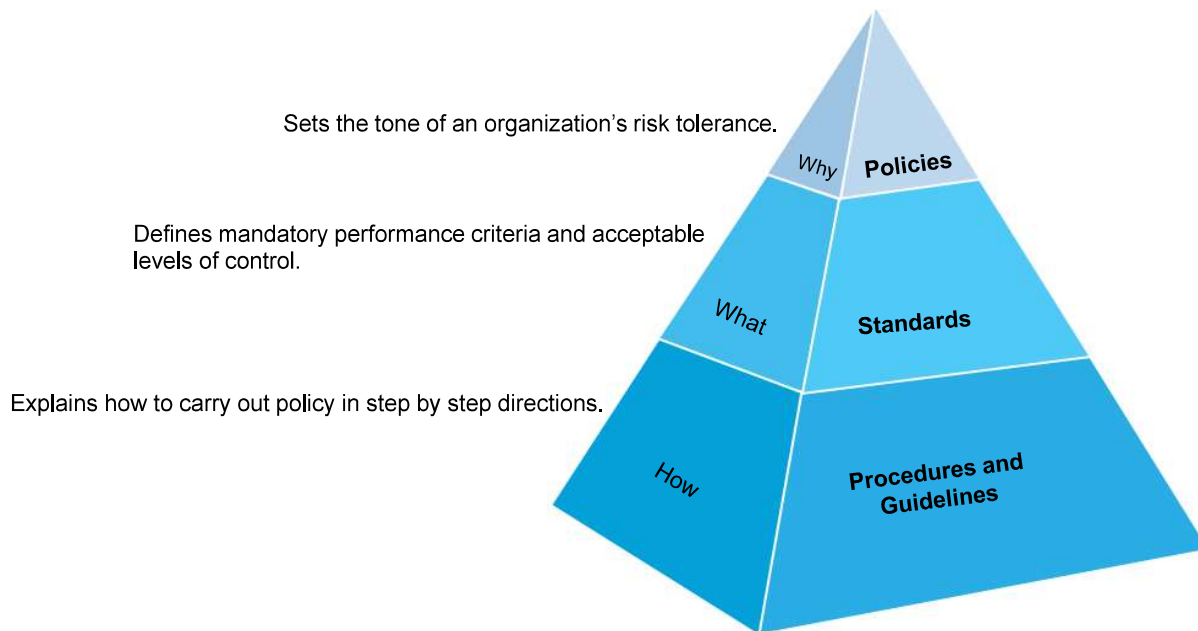 Sets the tone of an organization’s risk tolerance.
Why
Policies
Defines mandatory performance criteria and acceptable
levels of control.
What
Standards
Explains how to carry out policy in step by step directions.
How
Procedures and
Guidelines